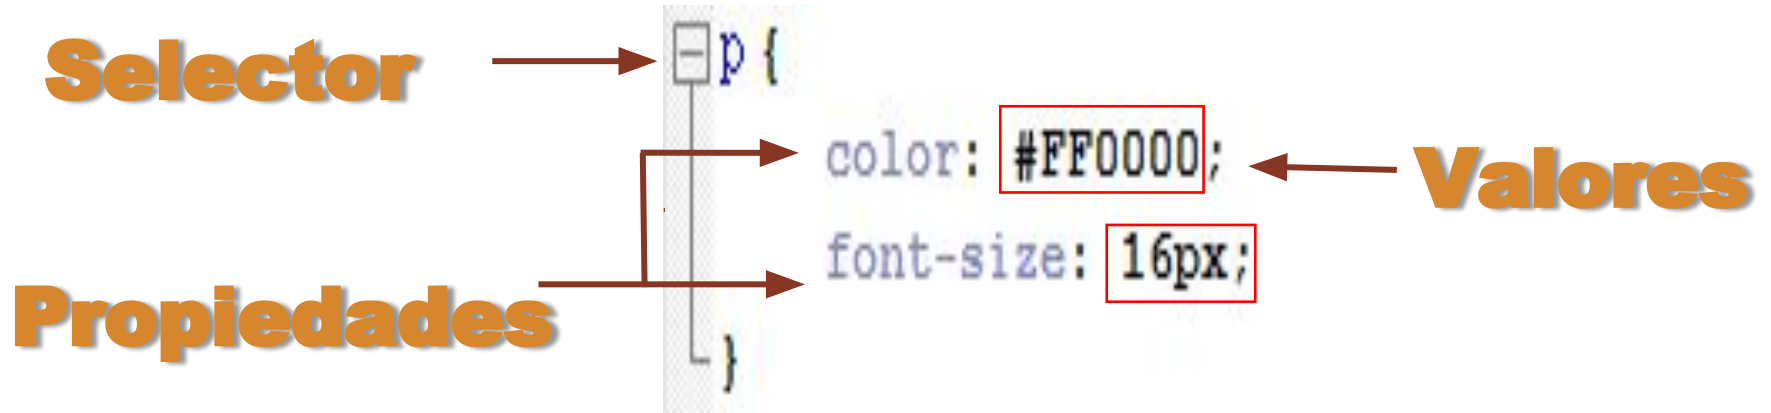 Selector
p {
color: #FF0000;
Valores
font-size: 16px;
Propiedades
}